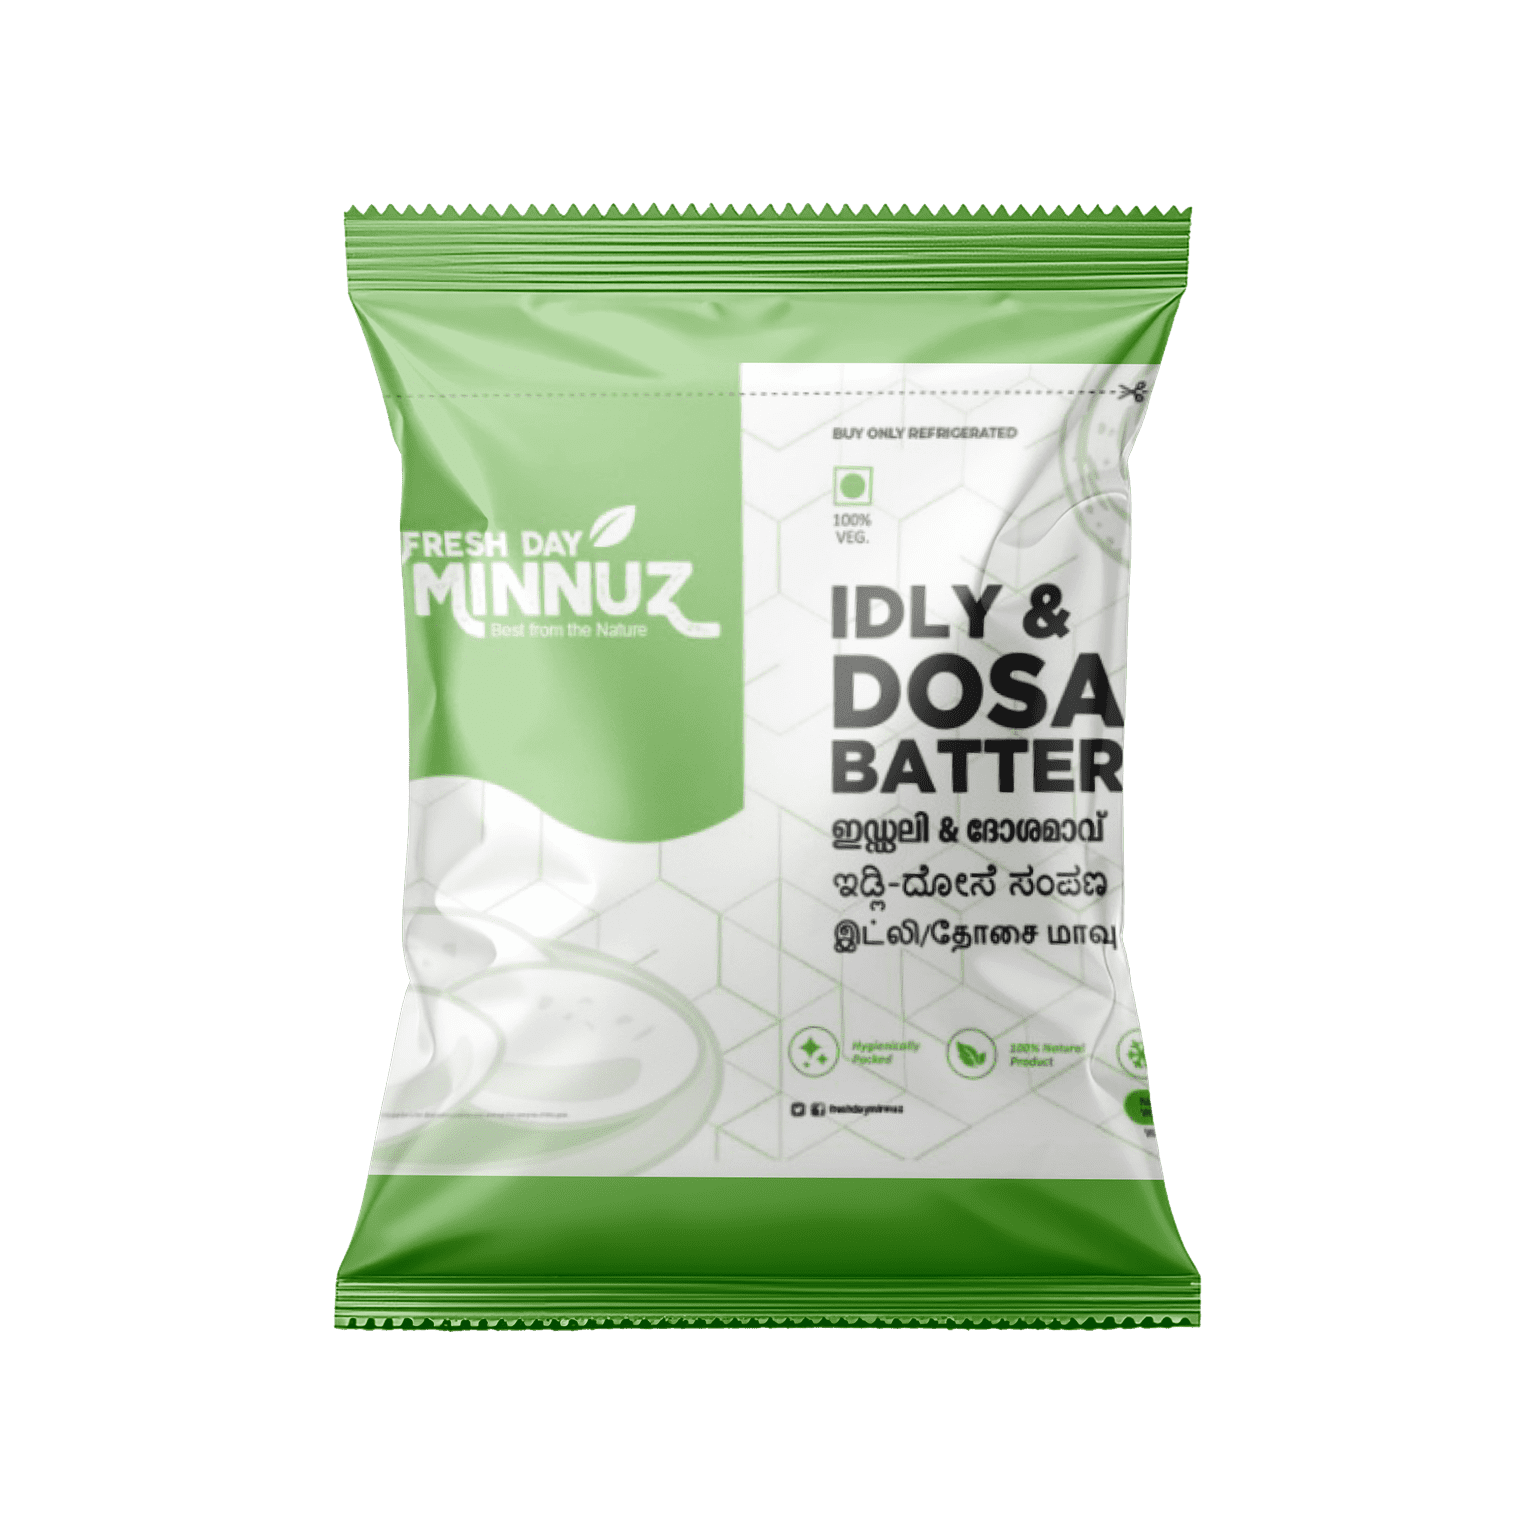 BUY ONLY REFRIGERATED
100%
VEG.
FRESH DAY
MINNUZ
Best from the Nature
IDLY &
DOSA
BATTER
ഇഡ്ഡലി & ദോശമാവ്
ಇಡ್ಲಿ-ದೋಸೆ ಸಂಪಣ
இட்லி/தோசை மாவு
Hygienically
Packed
100% Natural
Product
freshdayminnuz